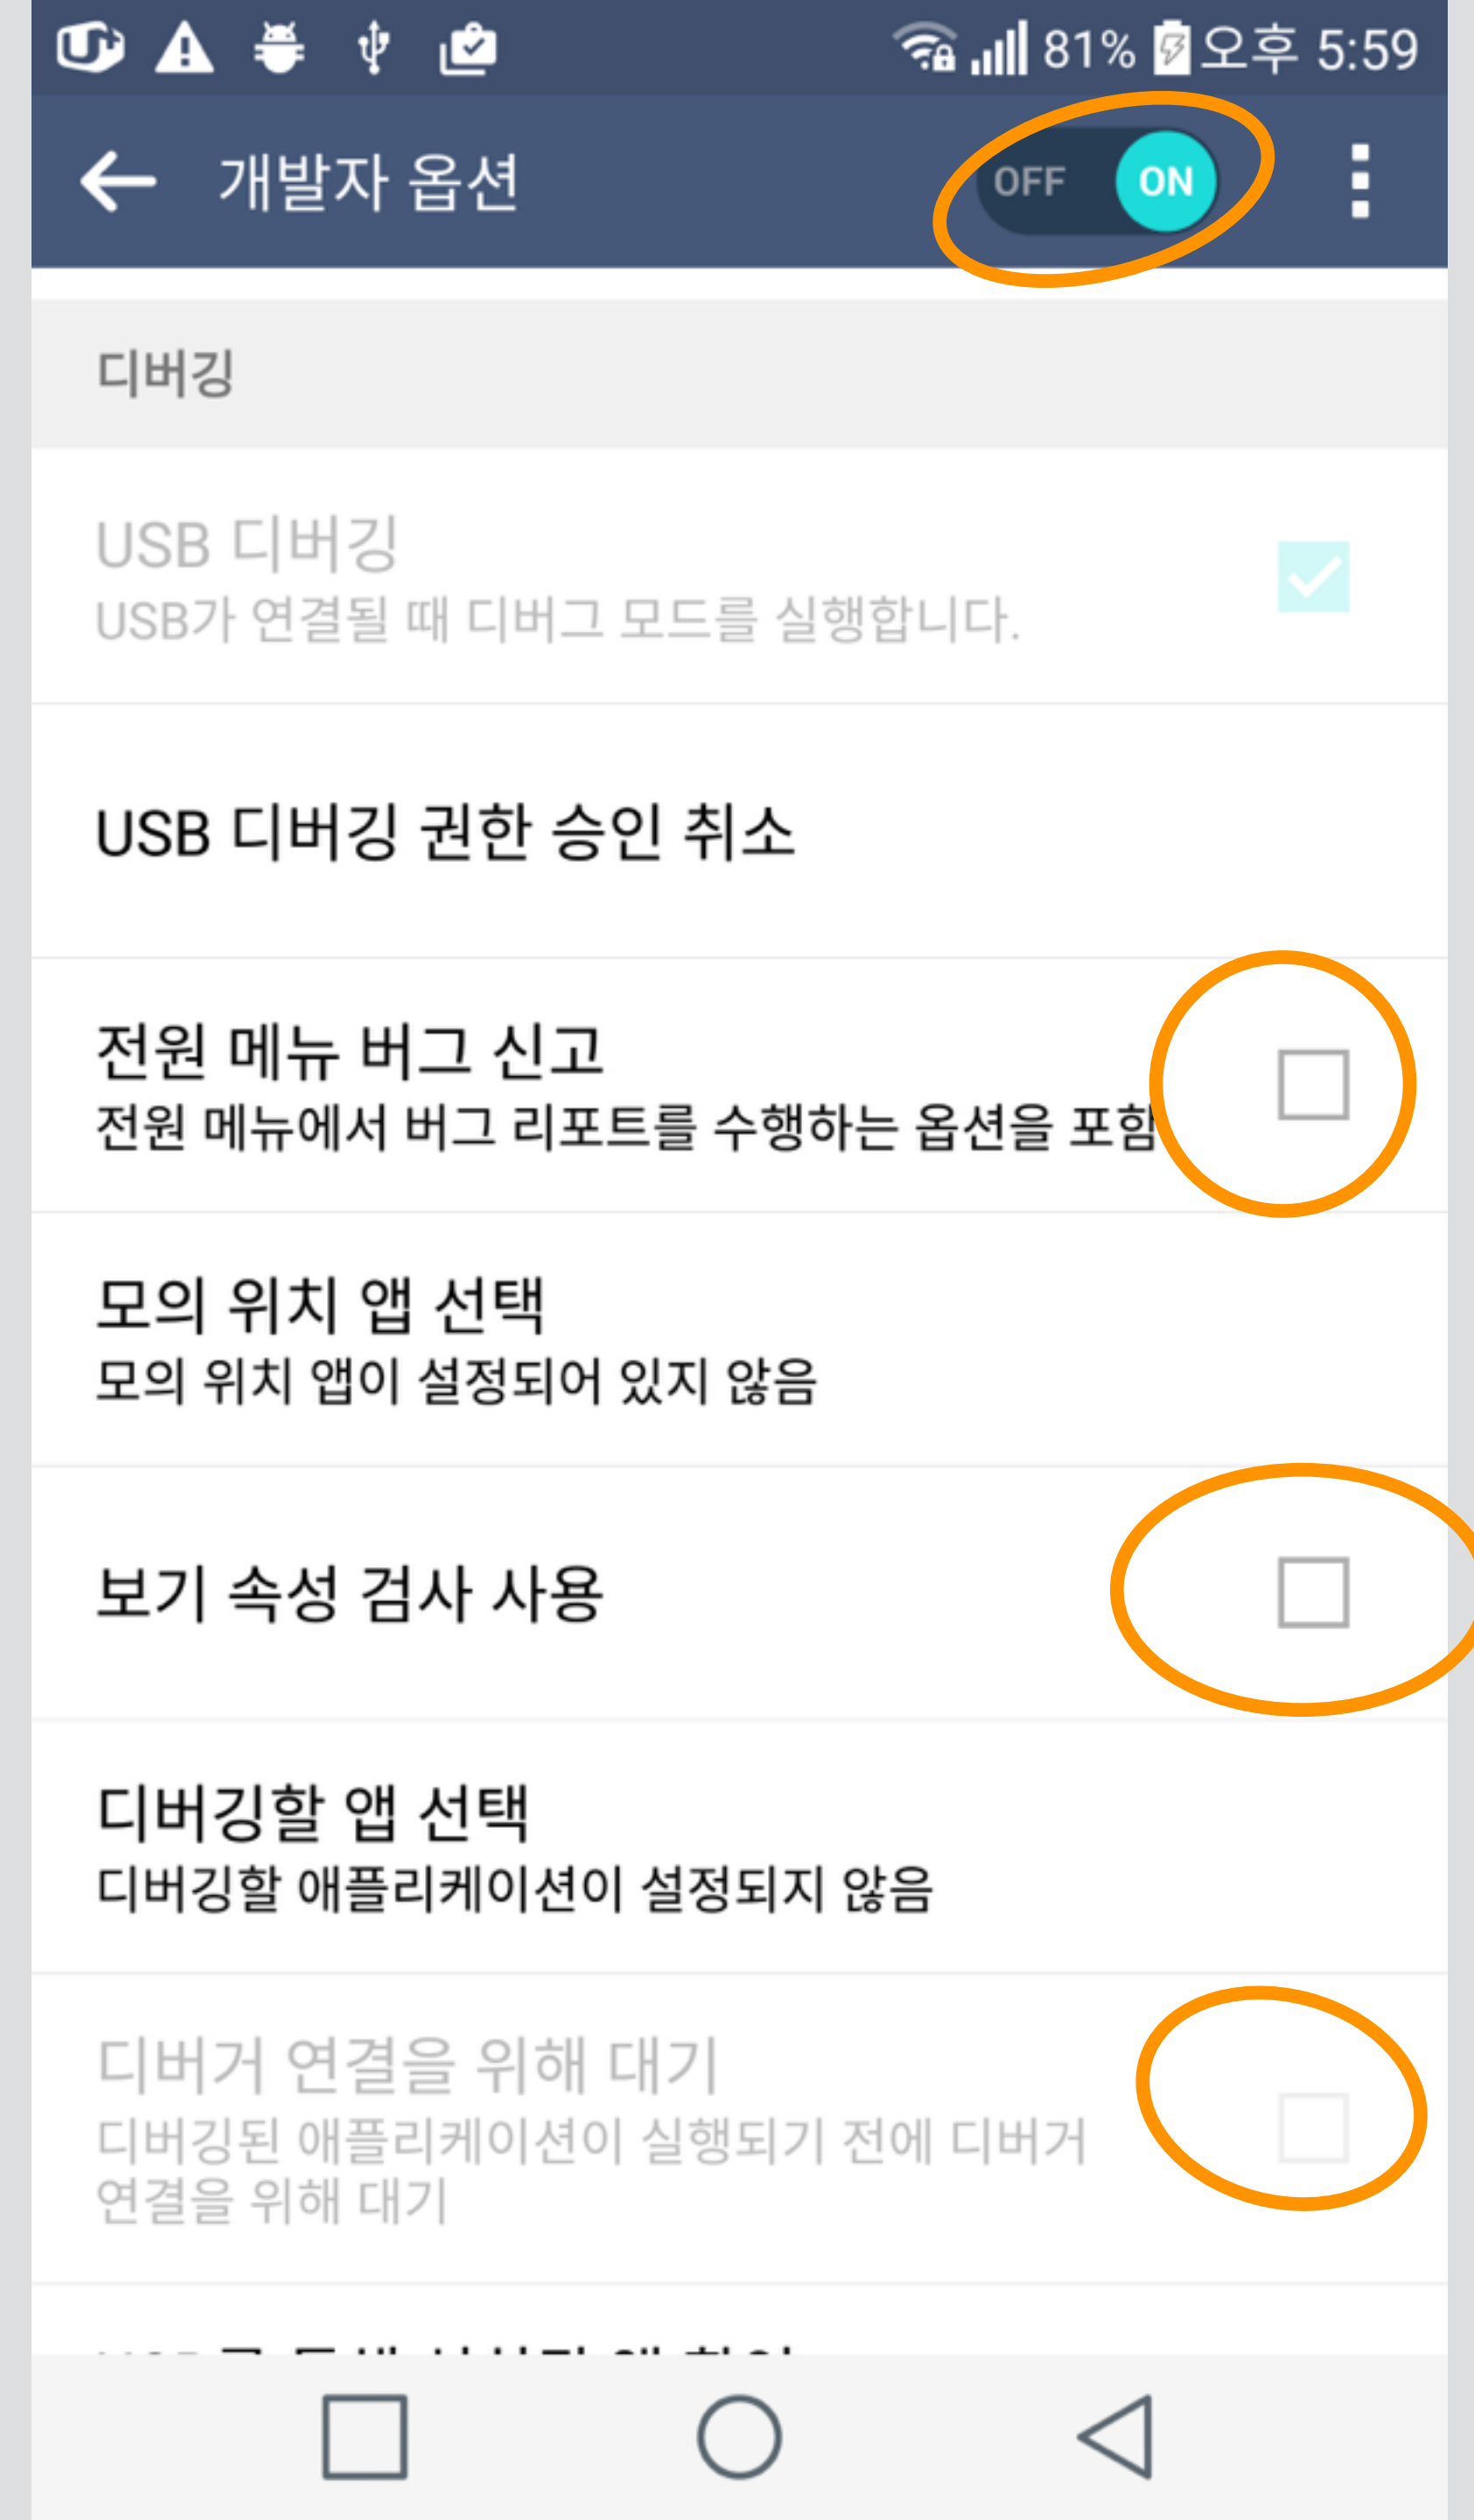 81% 오후 5:59
개발자 옵션 OFF ON
디버깅
USB 디버깅
USB가 연결될 때 디버그 모드를 실행합니다.
USB 디버깅 권한 승인 취소
전원 메뉴 버그 신고
전원 메뉴에서 버그 리포트를 수행하는 옵션을 포함
모의 위치 앱 선택
모의 위치 앱이 설정되어 있지 않음
보기 속성 검사 사용
디버깅할 앱 선택
디버깅할 애플리케이션이 설정되지 않음
디버거 연결을 위해 대기
디버깅된 애플리케이션이 실행되기 전에 디버거
연결을 위해 대기